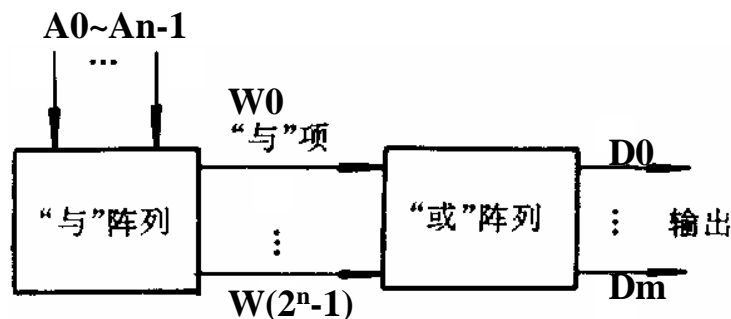 A0~An-1
...
W0
“与”项
D0
“与”阵列
“或”阵列
...
...
输出
W(2ⁿ-1)
Dm